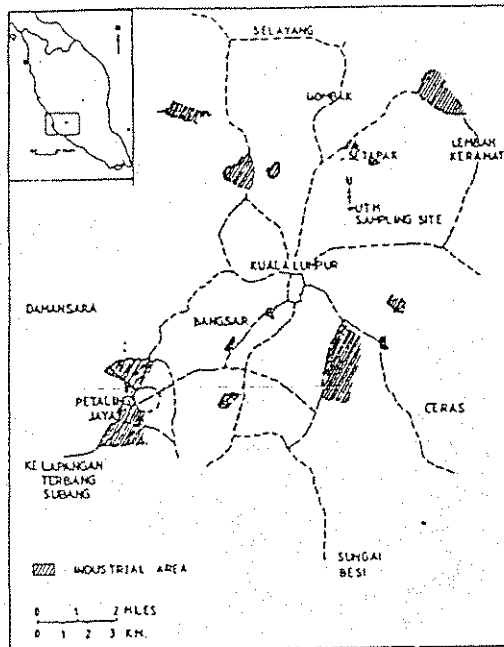 SELAYANG
GOMBAK
SETAPAK
LEMBAH
KERAMAT
UTM
SAMPLING SITE
KUALA LUMPUR
DAMANSARA
BANGSAR
PETALING
JAYA
CERAS
KELAPANGAN
TERBANG
SUBANG
SUNGAI
BESI
INDUSTRIAL AREA
0 1 2 MILES
0 1 2 3 KM.